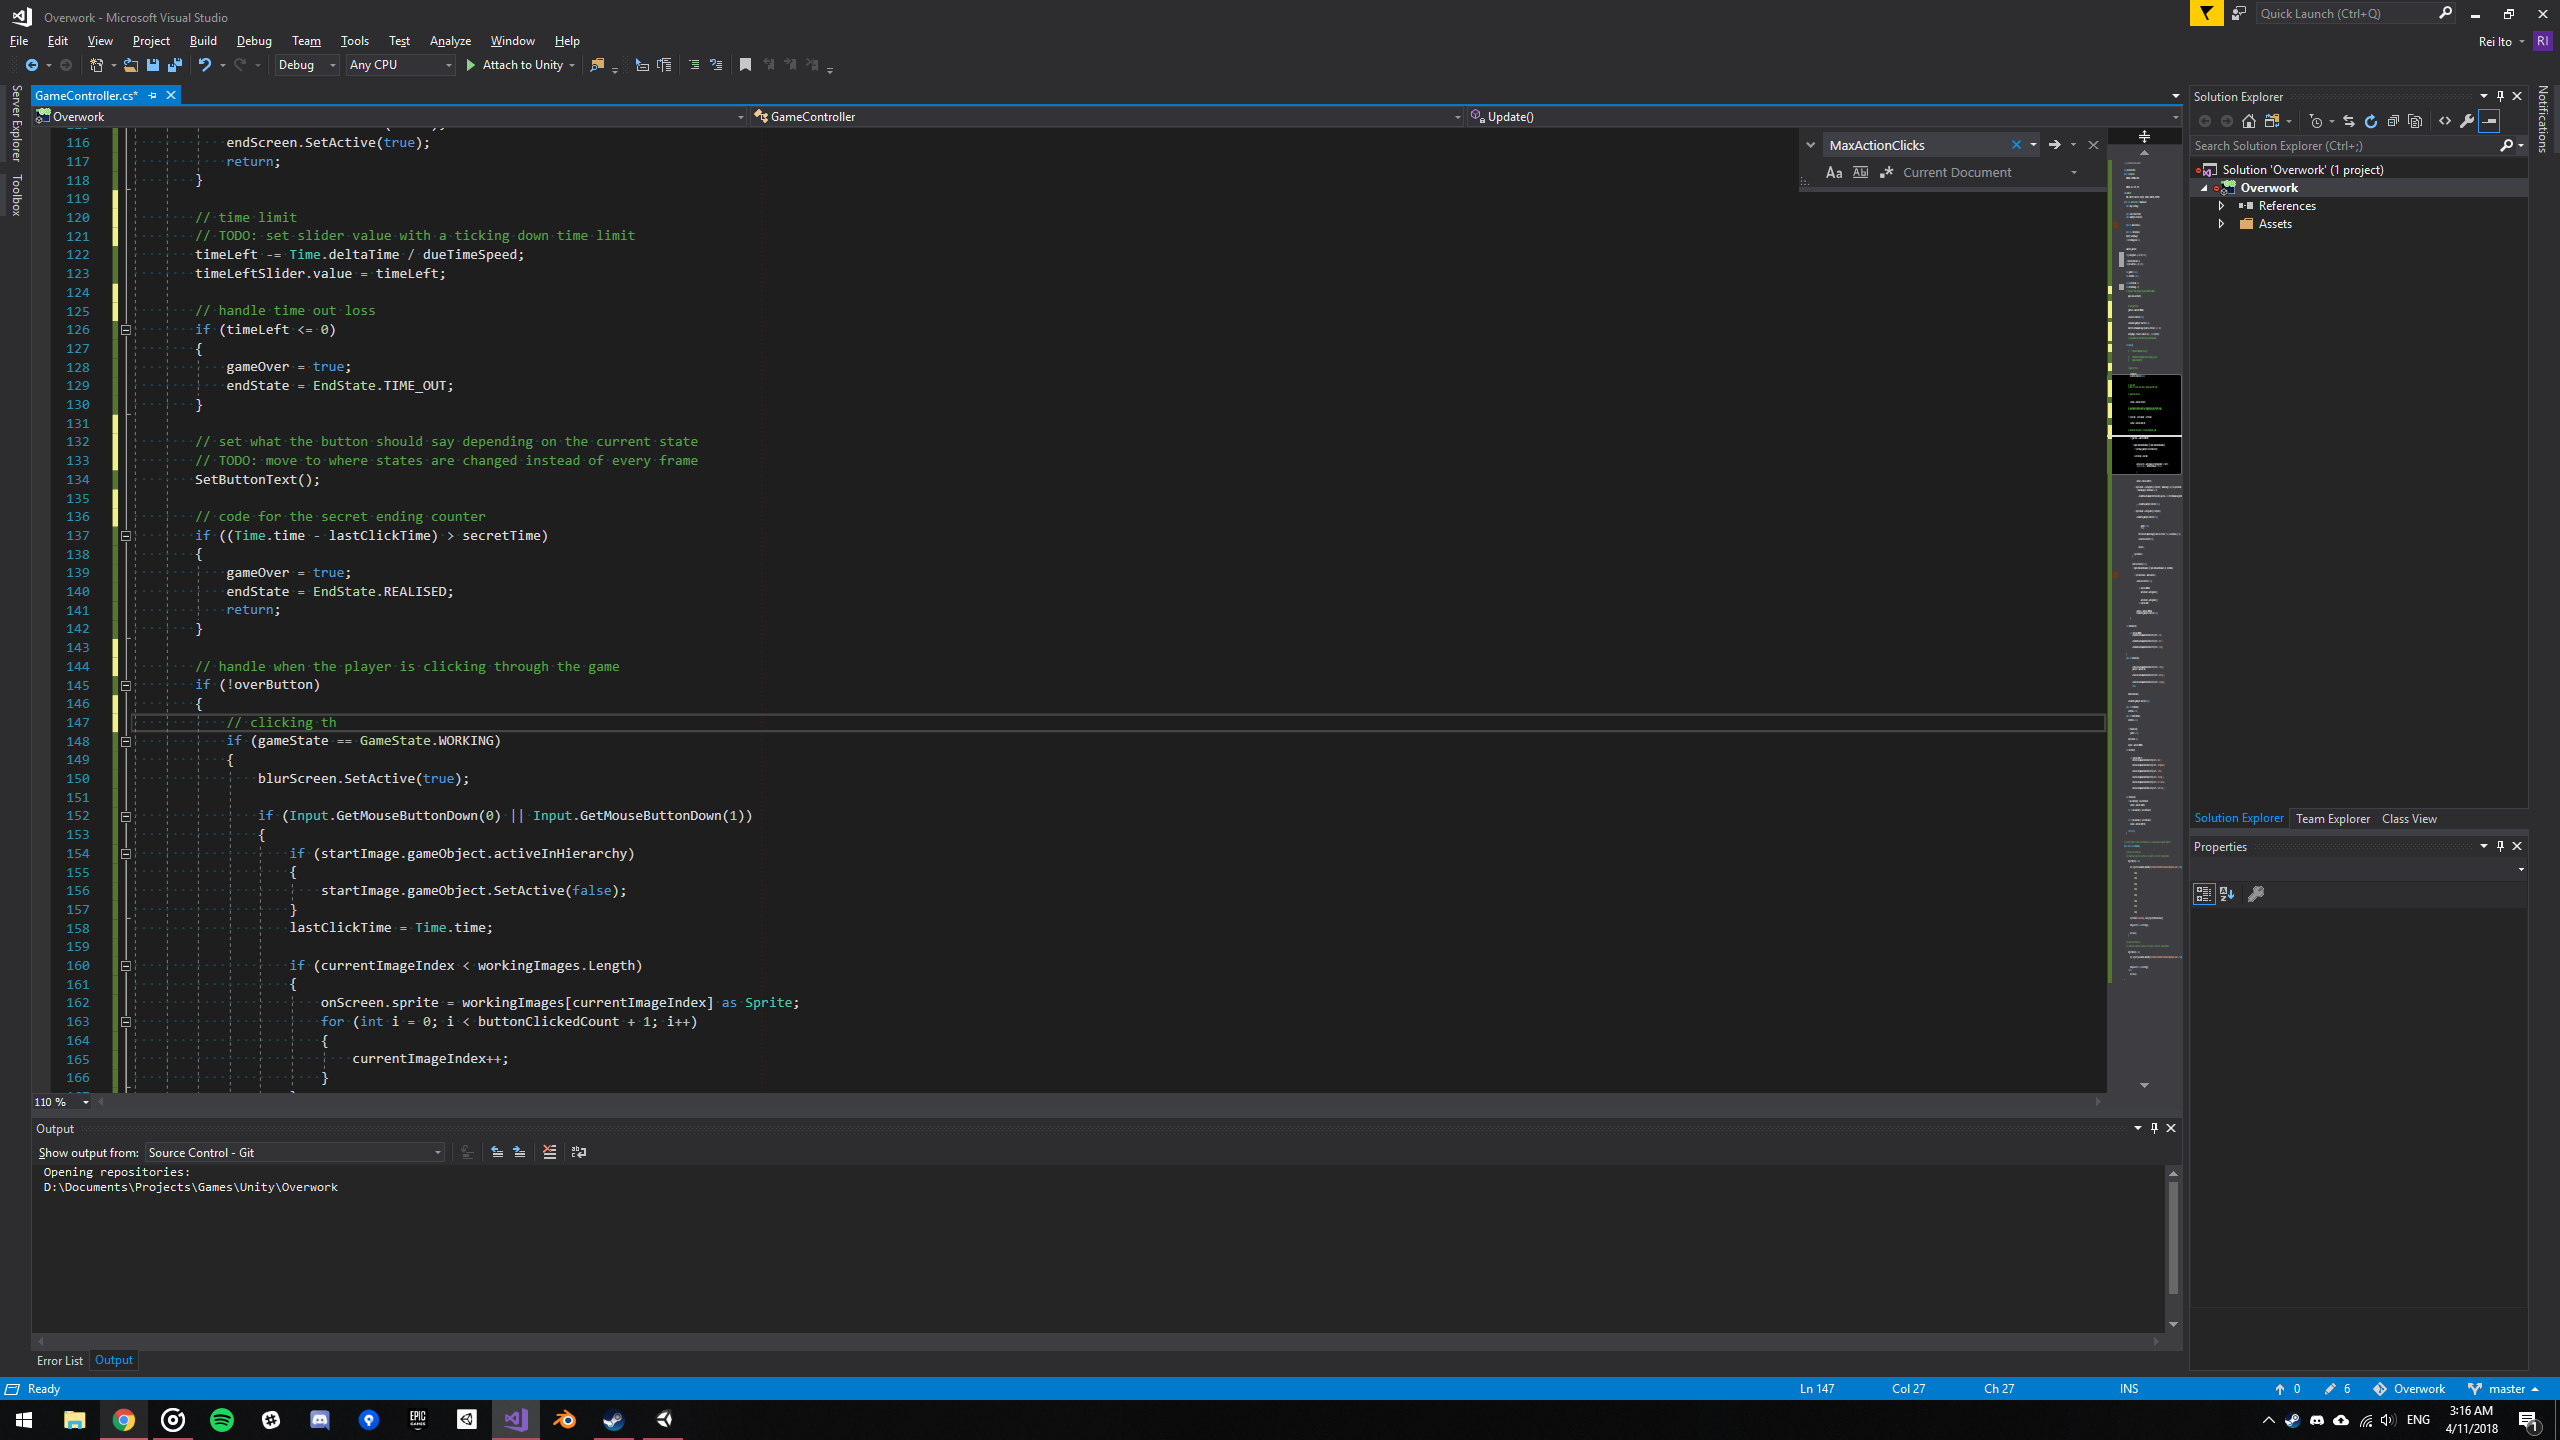 Overwork - Microsoft Visual Studio
Quick Launch (Ctrl+Q)
File Edit View Project Build Debug Team Tools Test Analyze Window Help
Rei Ito RI
Debug Any CPU Attach to Unity
Server Explorer
Toolbox
GameController.cs*
Overwork GameController Update()
MaxActionClicks
Aa Ab .* Current Document
116 endScreen.SetActive(true);
117 return;
118 }
119
120 // time limit
121 // TODO: set slider value with a ticking down time limit
122 timeLeft -= Time.deltaTime / dueTimeSpeed;
123 timeLeftSlider.value = timeLeft;
124
125 // handle time out loss
126 if (timeLeft <= 0)
127 {
128 gameOver = true;
129 endState = EndState.TIME_OUT;
130 }
131
132 // set what the button should say depending on the current state
133 // TODO: move to where states are changed instead of every frame
134 SetButtonText();
135
136 // code for the secret ending counter
137 if ((Time.time - lastClickTime) > secretTime)
138 {
139 gameOver = true;
140 endState = EndState.REALISED;
141 return;
142 }
143
144 // handle when the player is clicking through the game
145 if (!overButton)
146 {
147 // clicking th
148 if (gameState == GameState.WORKING)
149 {
150 blurScreen.SetActive(true);
151
152 if (Input.GetMouseButtonDown(0) || Input.GetMouseButtonDown(1))
153 {
154 if (startImage.gameObject.activeInHierarchy)
155 {
156 startImage.gameObject.SetActive(false);
157 }
158 lastClickTime = Time.time;
159
160 if (currentImageIndex < workingImages.Length)
161 {
162 onScreen.sprite = workingImages[currentImageIndex] as Sprite;
163 for (int i = 0; i < buttonClickedCount + 1; i++)
164 {
165 currentImageIndex++;
166 }
110 %
Output
Show output from: Source Control - Git
Opening repositories:
D:\Documents\Projects\Games\Unity\Overwork
Error List Output
Solution Explorer
Search Solution Explorer (Ctrl+;)
Solution 'Overwork' (1 project)
Overwork
References
Assets
Solution Explorer Team Explorer Class View
Properties
Notifications
Ready
Ln 147 Col 27 Ch 27 INS 0 6 Overwork master
EPIC GAMES
ENG
3:16 AM
4/11/2018
1